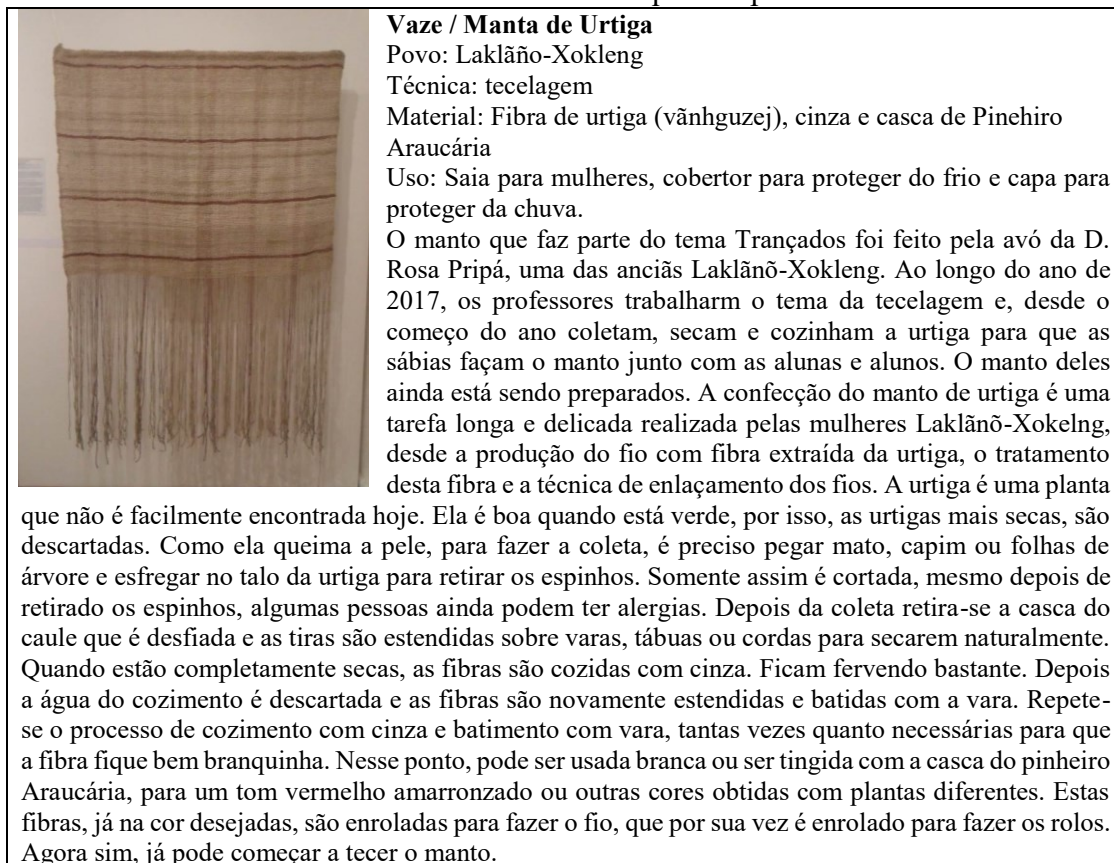 Vaze / Manta de Urtiga
Povo: Laklãño-Xokleng
Técnica: tecelagem
Material: Fibra de urtiga (vãnhguzej), cinza e casca de Pinehiro
Araucária
Uso: Saia para mulheres, cobertor para proteger do frio e capa para
proteger da chuva.
O manto que faz parte do tema Trançados foi feito pela avó da D.
Rosa Pripá, uma das anciãs Laklãnõ-Xokleng. Ao longo do ano de
2017, os professores trabalharm o tema da tecelagem e, desde o
começo do ano coletam, secam e cozinham a urtiga para que as
sábias façam o manto junto com as alunas e alunos. O manto deles
ainda está sendo preparados. A confecção do manto de urtiga é uma
tarefa longa e delicada realizada pelas mulheres Laklãnõ-Xokelng,
desde a produção do fio com fibra extraída da urtiga, o tratamento
desta fibra e a técnica de enlaçamento dos fios. A urtiga é uma planta
que não é facilmente encontrada hoje. Ela é boa quando está verde, por isso, as urtigas mais secas, são
descartadas. Como ela queima a pele, para fazer a coleta, é preciso pegar mato, capim ou folhas de
árvore e esfregar no talo da urtiga para retirar os espinhos. Somente assim é cortada, mesmo depois de
retirado os espinhos, algumas pessoas ainda podem ter alergias. Depois da coleta retira-se a casca do
caule que é desfiada e as tiras são estendidas sobre varas, tábuas ou cordas para secarem naturalmente.
Quando estão completamente secas, as fibras são cozidas com cinza. Ficam fervendo bastante. Depois
a água do cozimento é descartada e as fibras são novamente estendidas e batidas com a vara. Repete-
se o processo de cozimento com cinza e batimento com vara, tantas vezes quanto necessárias para que
a fibra fique bem branquinha. Nesse ponto, pode ser usada branca ou ser tingida com a casca do pinheiro
Araucária, para um tom vermelho amarronzado ou outras cores obtidas com plantas diferentes. Estas
fibras, já na cor desejadas, são enroladas para fazer o fio, que por sua vez é enrolado para fazer os rolos.
Agora sim, já pode começar a tecer o manto.